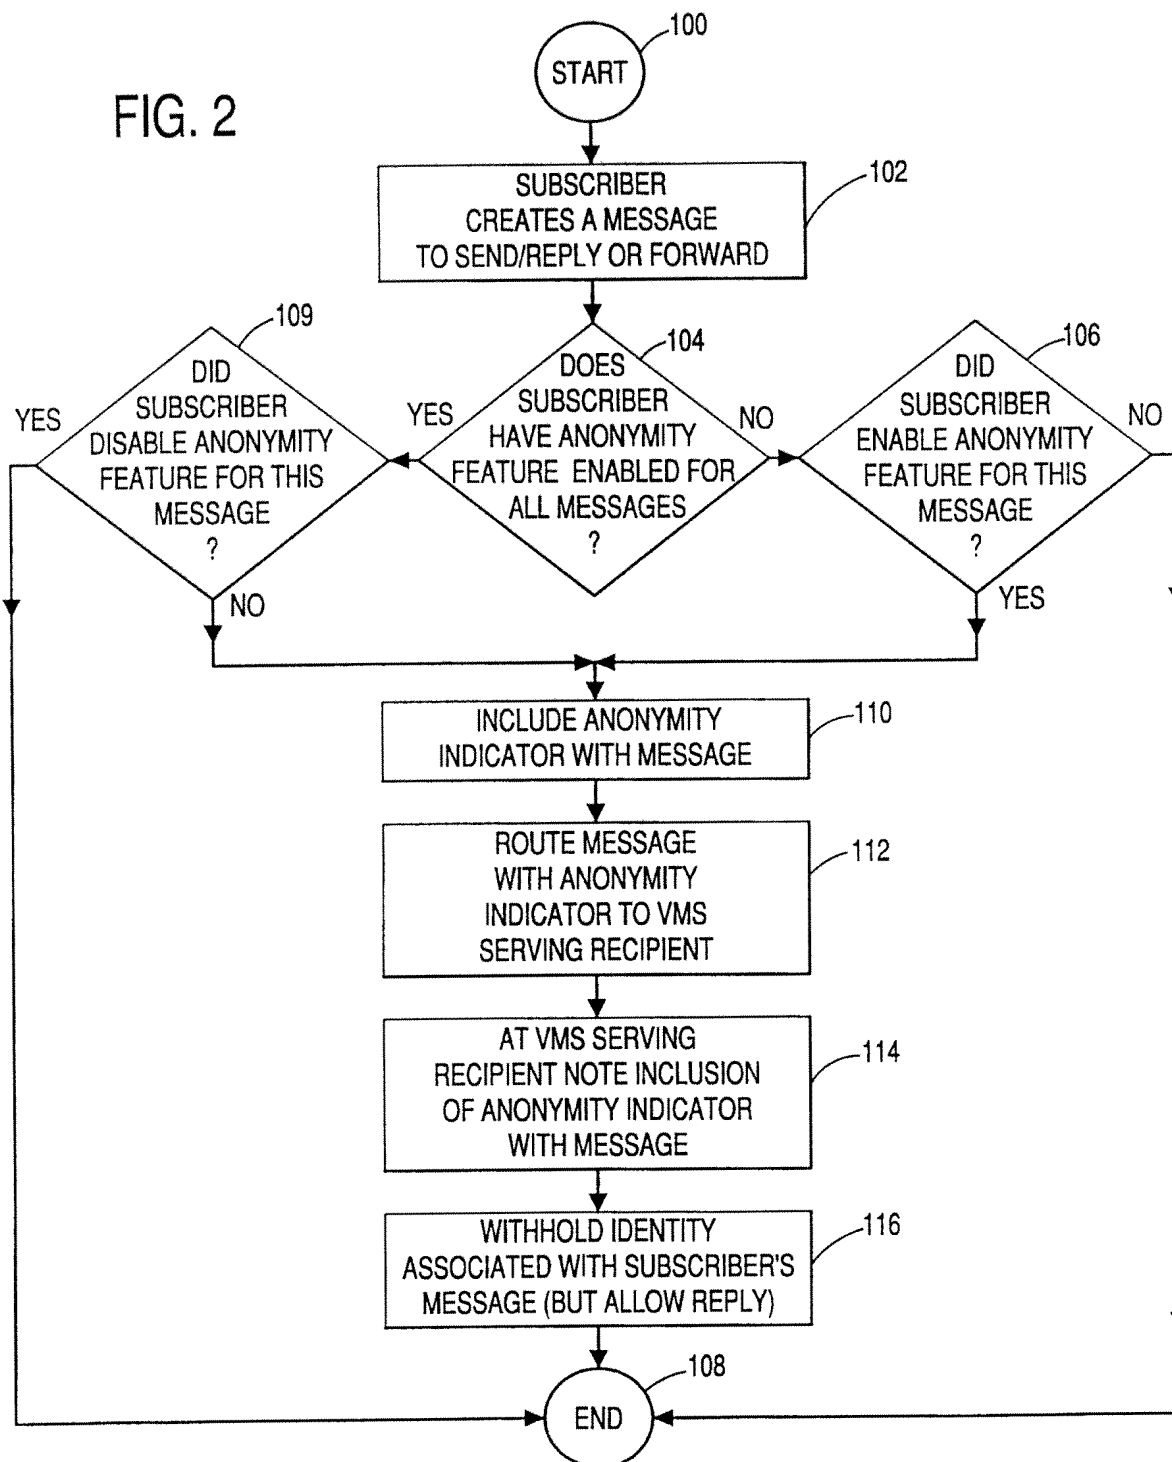 FIG. 2
100
START
102
SUBSCRIBER
CREATES A MESSAGE
TO SEND/REPLY OR FORWARD
109
DID
SUBSCRIBER
DISABLE ANONYMITY
FEATURE FOR THIS
MESSAGE
?
YES
NO
104
DOES
SUBSCRIBER
HAVE ANONYMITY
FEATURE ENABLED FOR
ALL MESSAGES
?
YES
NO
106
DID
SUBSCRIBER
ENABLE ANONYMITY
FEATURE FOR THIS
MESSAGE
?
NO
YES
110
INCLUDE ANONYMITY
INDICATOR WITH MESSAGE
112
ROUTE MESSAGE
WITH ANONYMITY
INDICATOR TO VMS
SERVING RECIPIENT
114
AT VMS SERVING
RECIPIENT NOTE INCLUSION
OF ANONYMITY INDICATOR
WITH MESSAGE
116
WITHHOLD IDENTITY
ASSOCIATED WITH SUBSCRIBER'S
MESSAGE (BUT ALLOW REPLY)
108
END